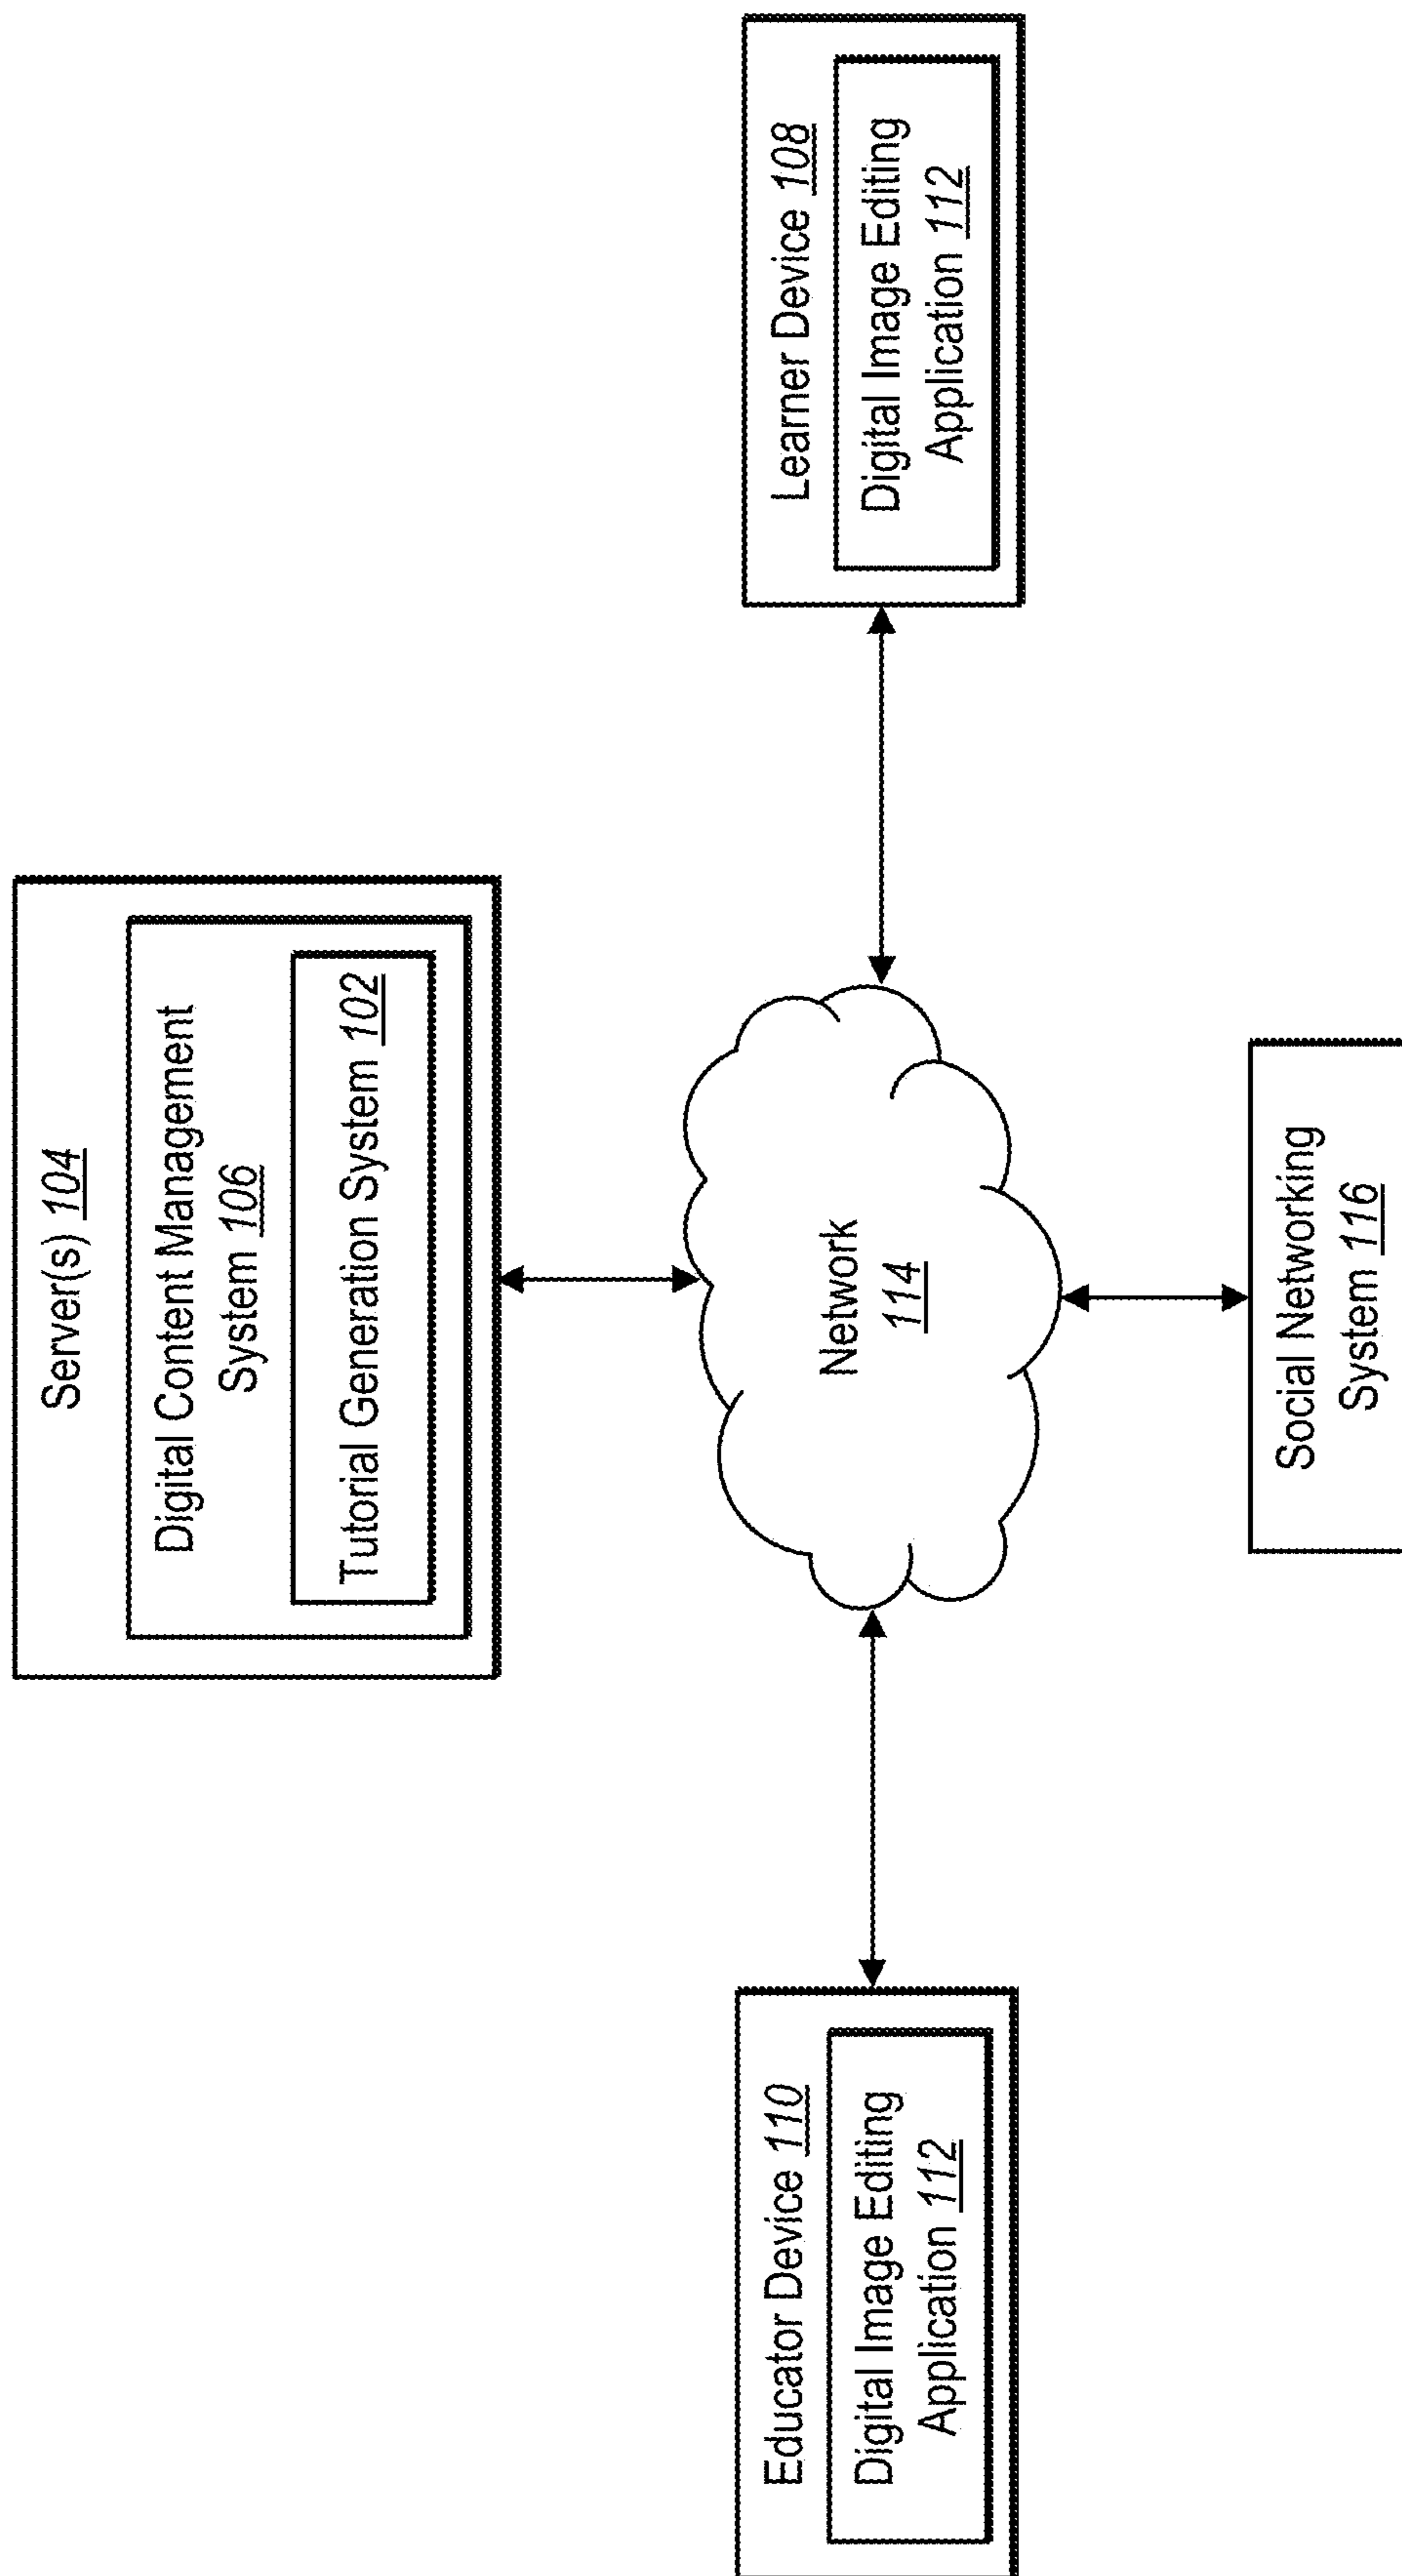 Server(s) 104
Digital Content Management
System 106
Tutorial Generation System 102
Educator Device 110
Digital Image Editing
Application 112
Network
114
Learner Device 108
Digital Image Editing
Application 112
Social Networking
System 116